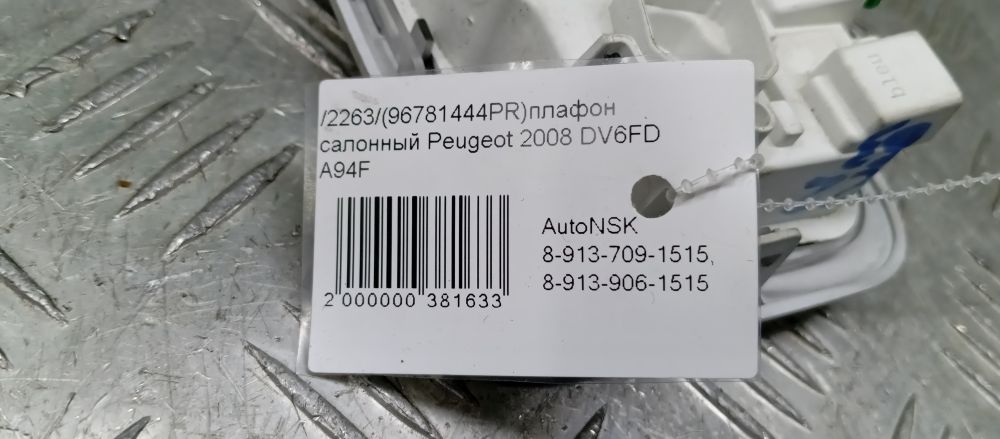 /2263/(96781444PR)плафон
салонный Peugeot 2008 DV6FD
A94F
AutoNSK
8-913-709-1515,
8-913-906-1515
2 000000 381633